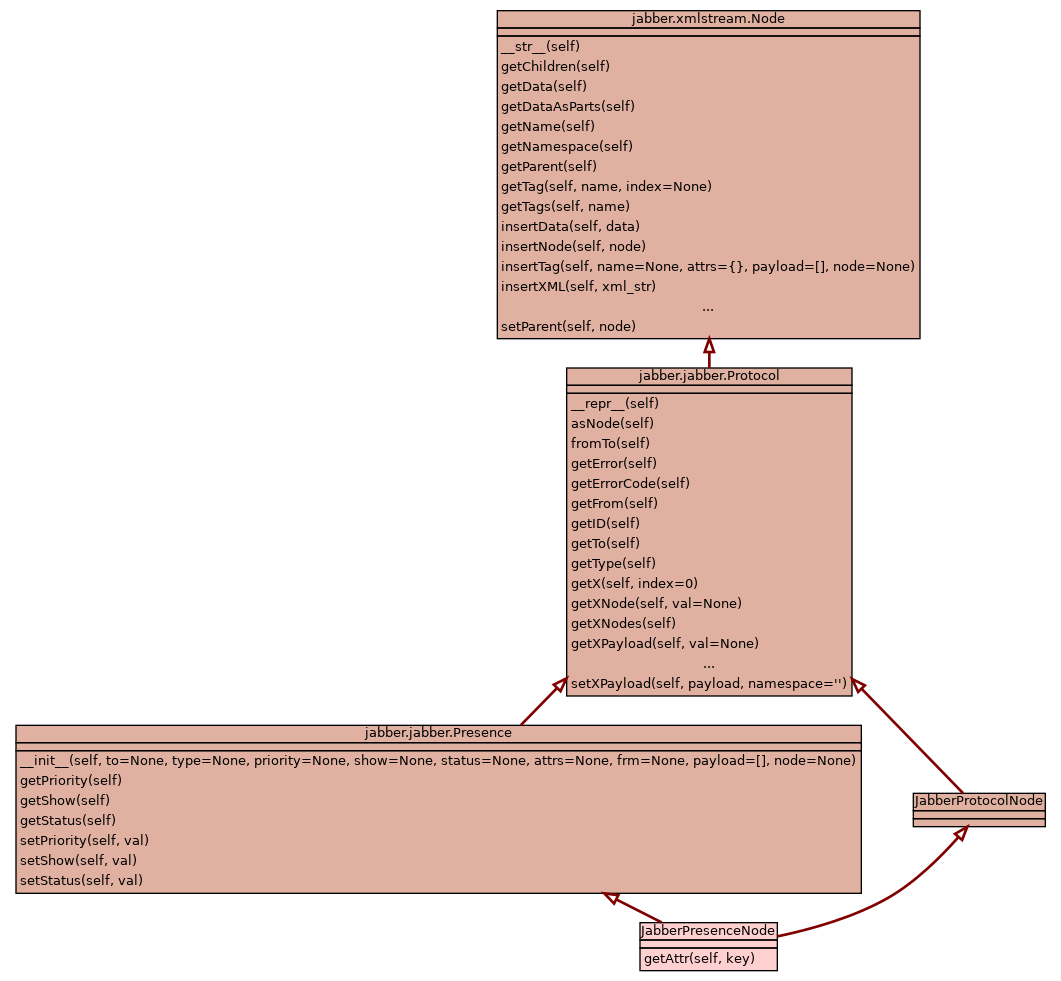 jabber.xmlstream.Node
__str__(self)
getChildren(self)
getData(self)
getDataAsParts(self)
getName(self)
getNamespace(self)
getParent(self)
getTag(self, name, index=None)
getTags(self, name)
insertData(self, data)
insertNode(self, node)
insertTag(self, name=None, attrs={}, payload=[], node=None)
insertXML(self, xml_str)
...
setParent(self, node)
jabber.jabber.Protocol
__repr__(self)
asNode(self)
fromTo(self)
getError(self)
getErrorCode(self)
getFrom(self)
getID(self)
getTo(self)
getType(self)
getX(self, index=0)
getXNode(self, val=None)
getXNodes(self)
getXPayload(self, val=None)
...
setXPayload(self, payload, namespace='')
jabber.jabber.Presence
__init__(self, to=None, type=None, priority=None, show=None, status=None, attrs=None, frm=None, payload=[], node=None)
getPriority(self)
getShow(self)
getStatus(self)
setPriority(self, val)
setShow(self, val)
setStatus(self, val)
JabberProtocolNode
JabberPresenceNode
getAttr(self, key)